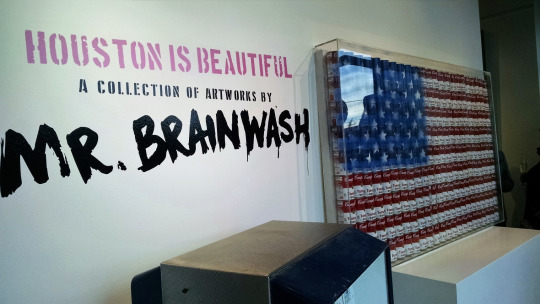 HOUSTON IS BEAUTIFUL
A COLLECTION OF ARTWORKS BY
MR. BRAINWASH